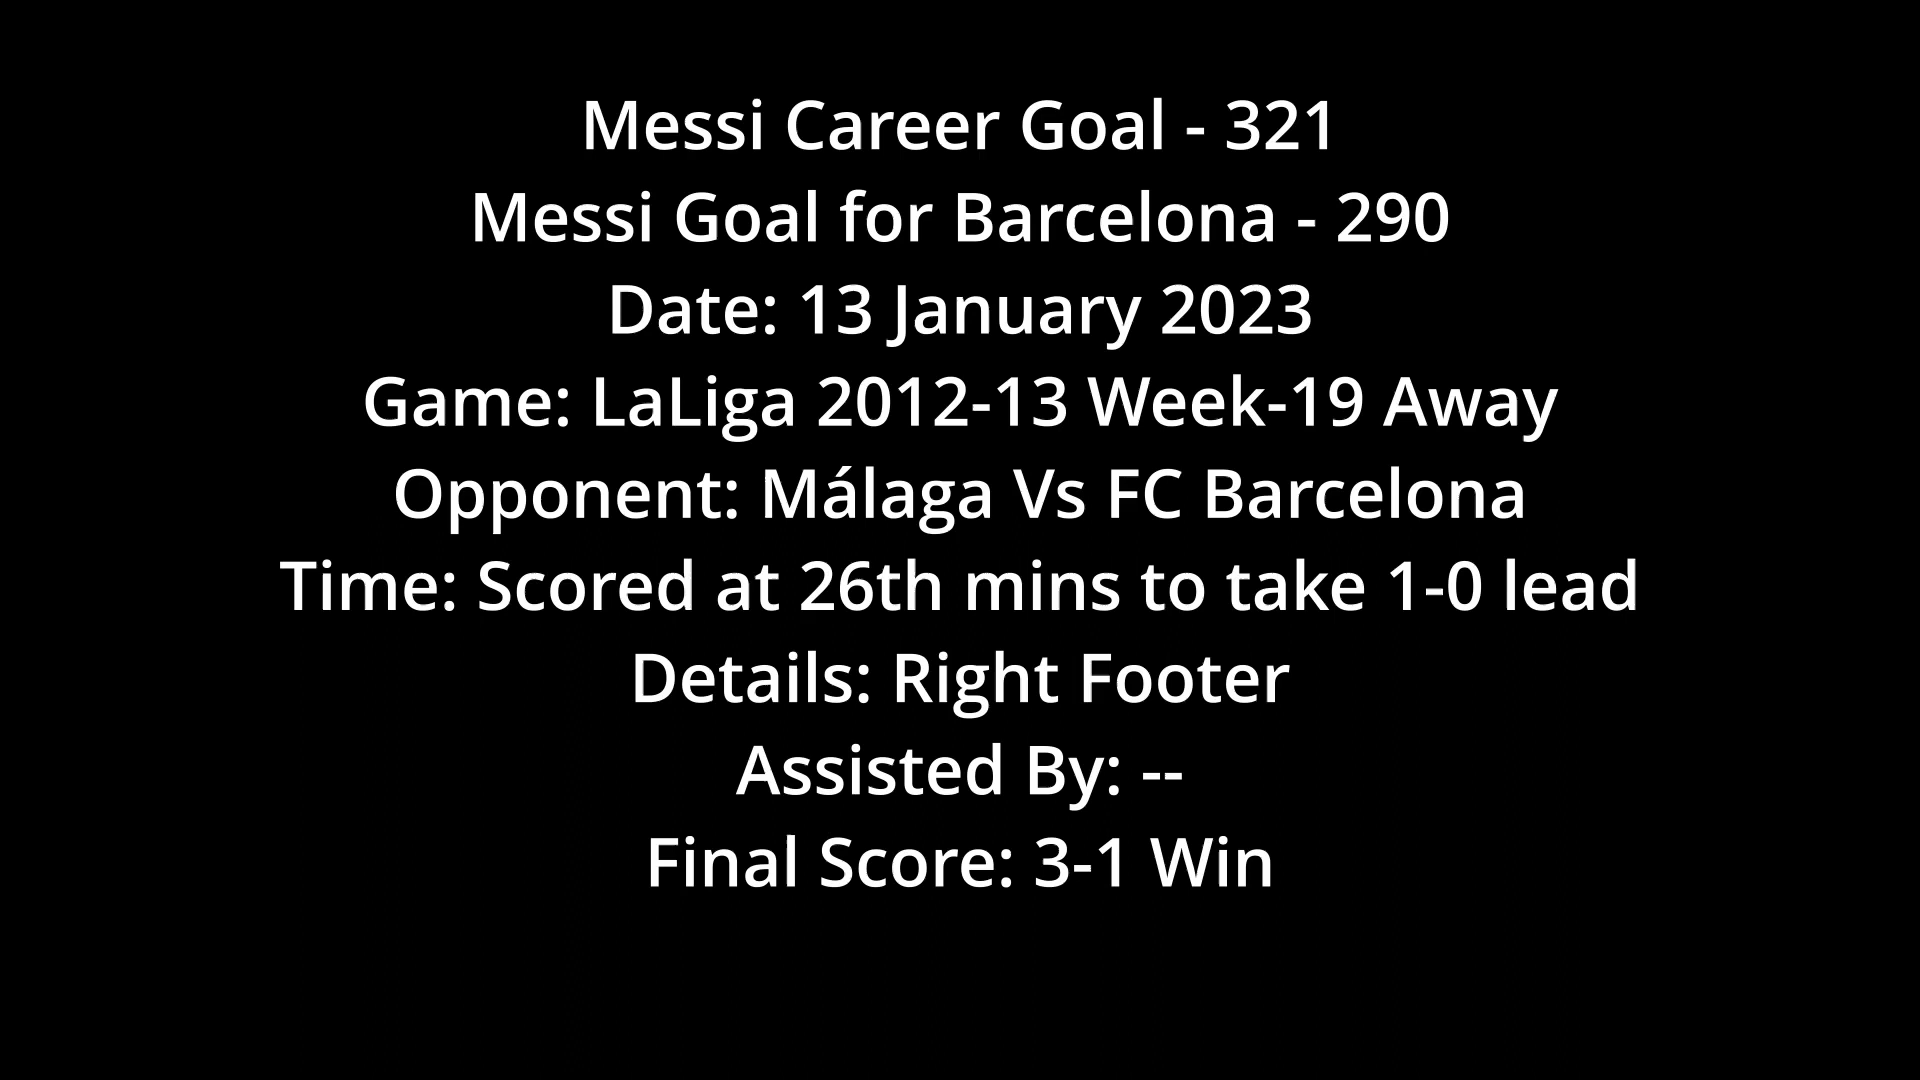 Messi Career Goal - 321
Messi Goal for Barcelona - 290
Date: 13 January 2023
Game: LaLiga 2012-13 Week-19 Away
Opponent: Málaga Vs FC Barcelona
Time: Scored at 26th mins to take 1-0 lead
Details: Right Footer
Assisted By: --
Final Score: 3-1 Win